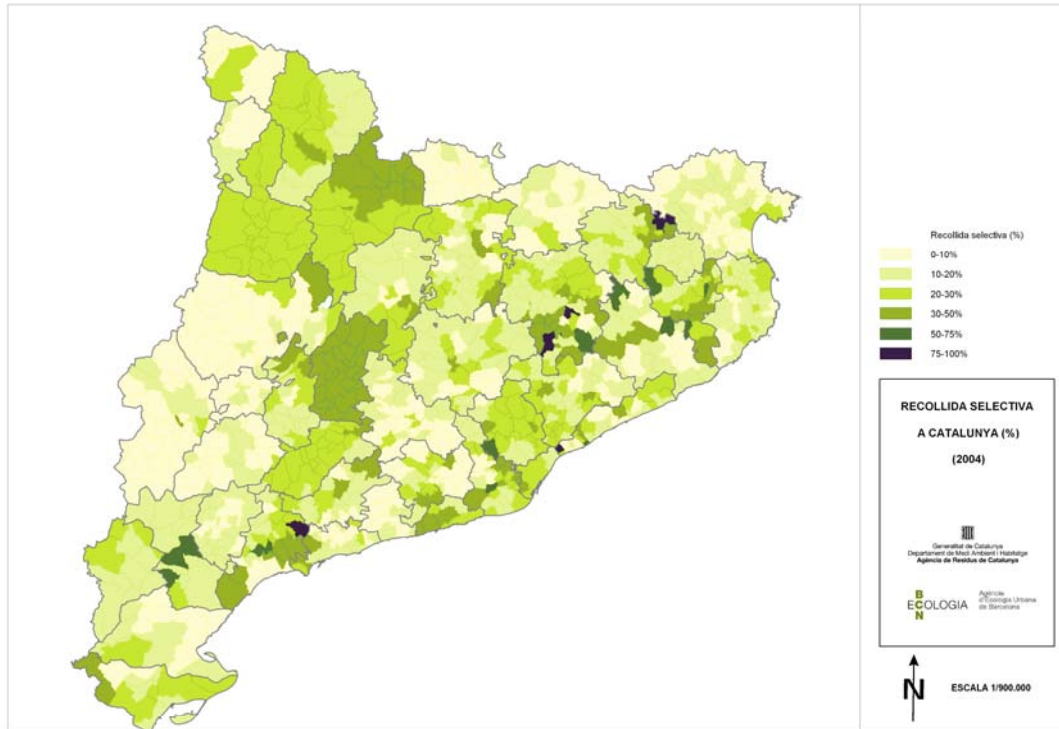 Recollida selectiva (%)
0-10%
10-20%
20-30%
30-50%
50-75%
75-100%
RECOLLIDA SELECTIVA
A CATALUNYA (%)
(2004)
Generalitat de Catalunya
Departament de Medi Ambient i Habitatge
Agència de Residus de Catalunya
BCN
ECOLOGIA
Agència
d'Ecologia Urbana
de Barcelona
N
ESCALA 1/900.000